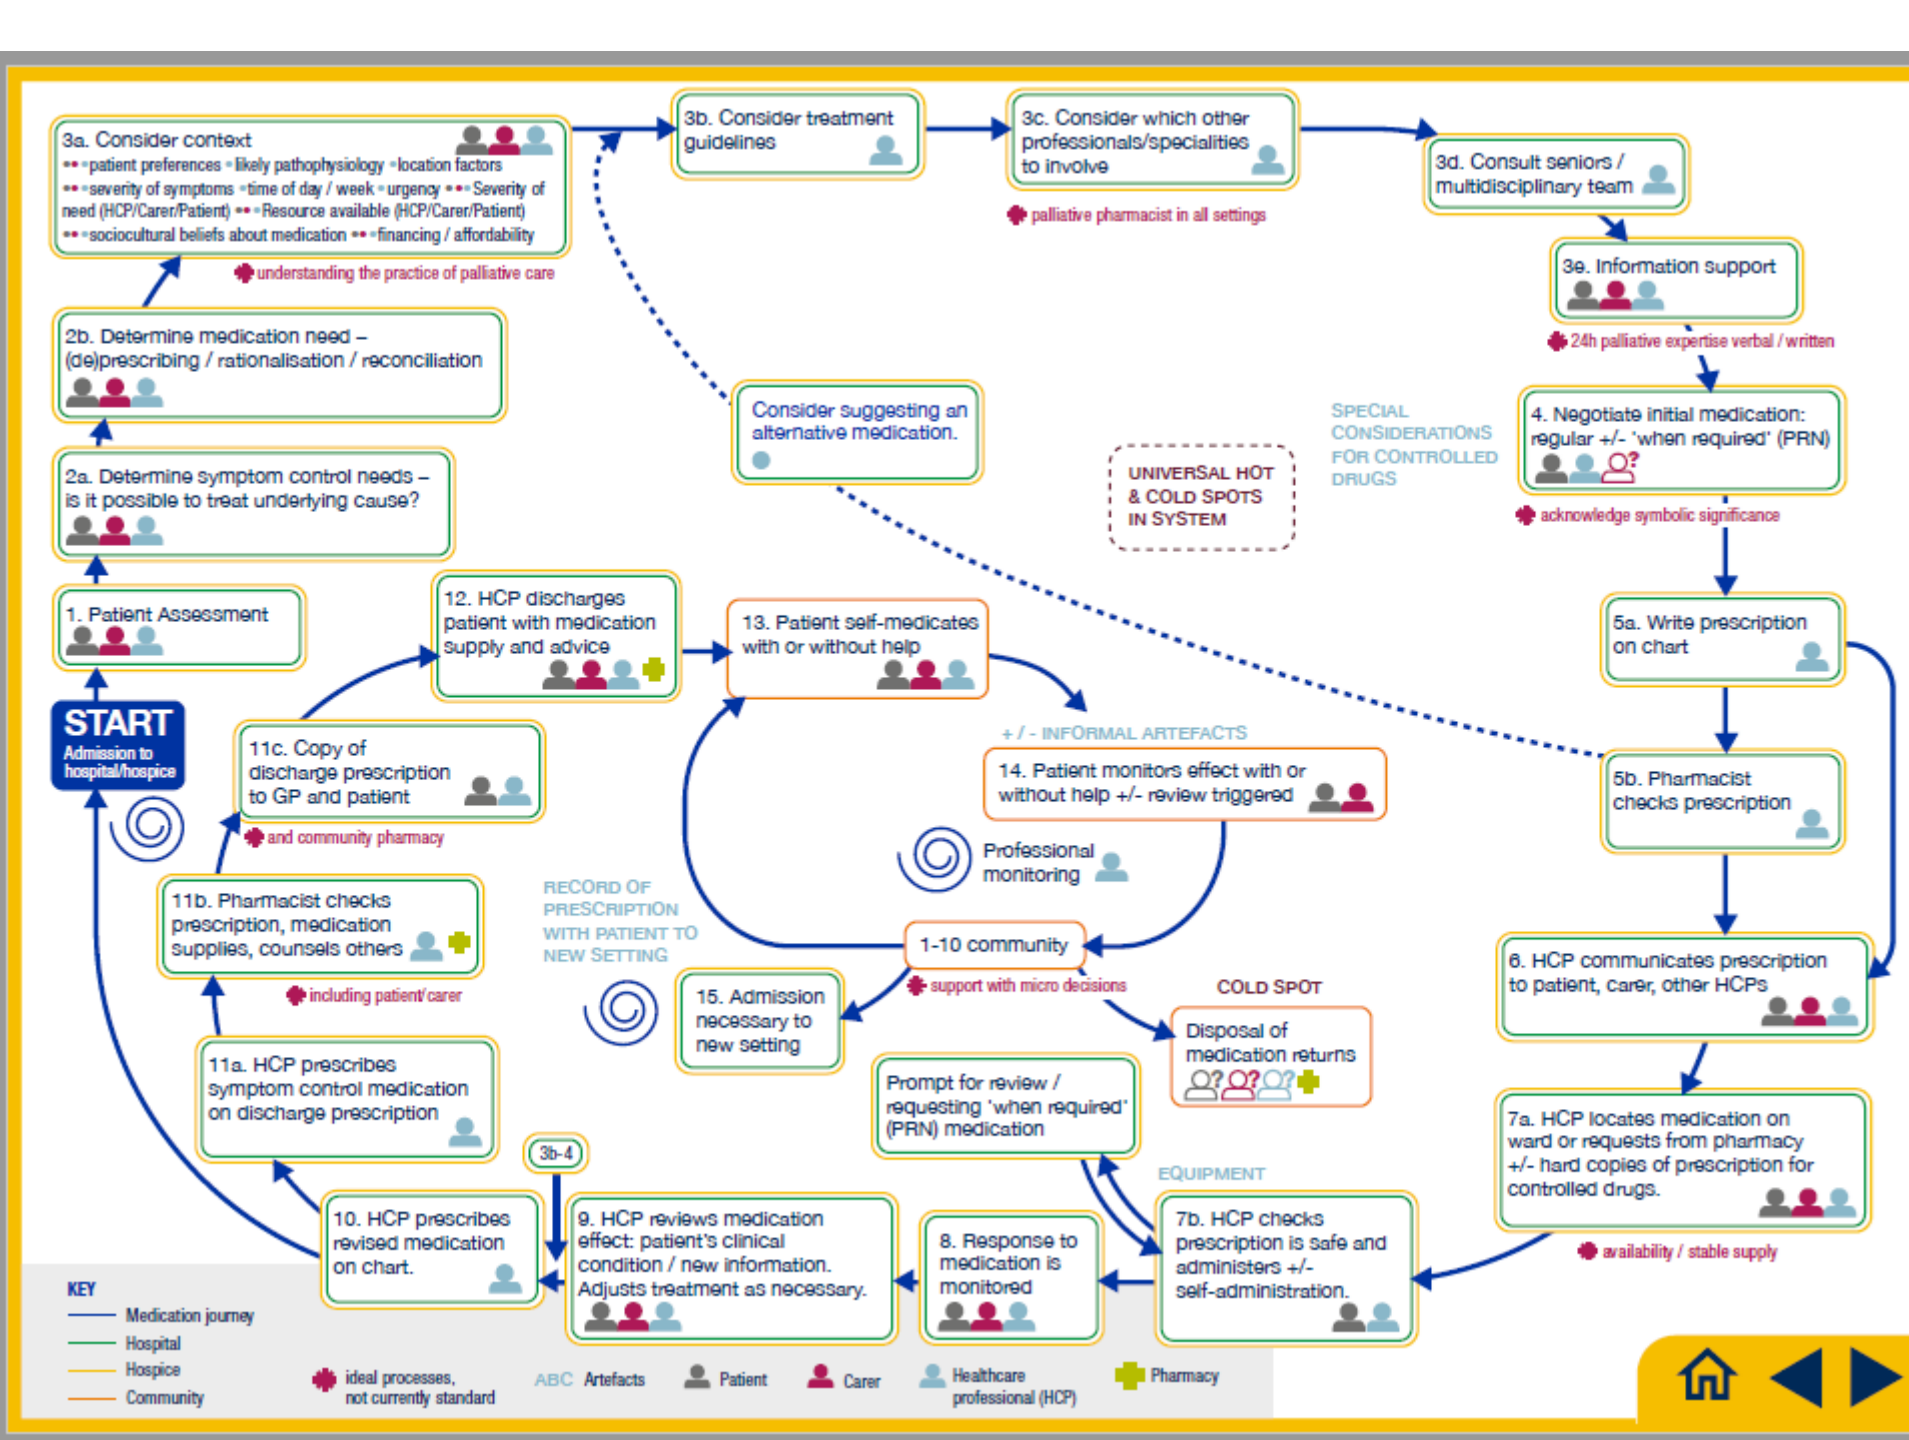 3a. Consider context
••• patient preferences • likely pathophysiology • location factors
••• severity of symptoms • time of day / week • urgency ••• Severity of
need (HCP/Carer/Patient) ••• Resource available (HCP/Carer/Patient)
••• sociocultural beliefs about medication ••• financing / affordability
understanding the practice of palliative care
3b. Consider treatment
guidelines
3c. Consider which other
professionals/specialities
to involve
palliative pharmacist in all settings
3d. Consult seniors /
multidisciplinary team
3e. Information support
24h palliative expertise verbal / written
2b. Determine medication need –
(de)prescribing / rationalisation / reconciliation
2a. Determine symptom control needs –
is it possible to treat underlying cause?
1. Patient Assessment
START
Admission to
hospital/hospice
Consider suggesting an
alternative medication.
UNIVERSAL HOT
& COLD SPOTS
IN SYSTEM
SPECIAL
CONSIDERATIONS
FOR CONTROLLED
DRUGS
4. Negotiate initial medication:
regular +/- 'when required' (PRN)
?
acknowledge symbolic significance
5a. Write prescription
on chart
5b. Pharmacist
checks prescription
6. HCP communicates prescription
to patient, carer, other HCPs
7a. HCP locates medication on
ward or requests from pharmacy
+/- hard copies of prescription for
controlled drugs.
availability / stable supply
EQUIPMENT
7b. HCP checks
prescription is safe and
administers +/-
self-administration.
Prompt for review /
requesting 'when required'
(PRN) medication
8. Response to
medication is
monitored
9. HCP reviews medication
effect: patient's clinical
condition / new information.
Adjusts treatment as necessary.
3b-4
10. HCP prescribes
revised medication
on chart.
11a. HCP prescribes
symptom control medication
on discharge prescription
11b. Pharmacist checks
prescription, medication
supplies, counsels others
including patient/carer
11c. Copy of
discharge prescription
to GP and patient
and community pharmacy
12. HCP discharges
patient with medication
supply and advice
13. Patient self-medicates
with or without help
+ / - INFORMAL ARTEFACTS
14. Patient monitors effect with or
without help +/- review triggered
Professional
monitoring
1-10 community
support with micro decisions
RECORD OF
PRESCRIPTION
WITH PATIENT TO
NEW SETTING
15. Admission
necessary to
new setting
COLD SPOT
Disposal of
medication returns
? ? ?
KEY
Medication journey
Hospital
Hospice
Community
ideal processes,
not currently standard
ABC Artefacts
Patient
Carer
Healthcare
professional (HCP)
Pharmacy